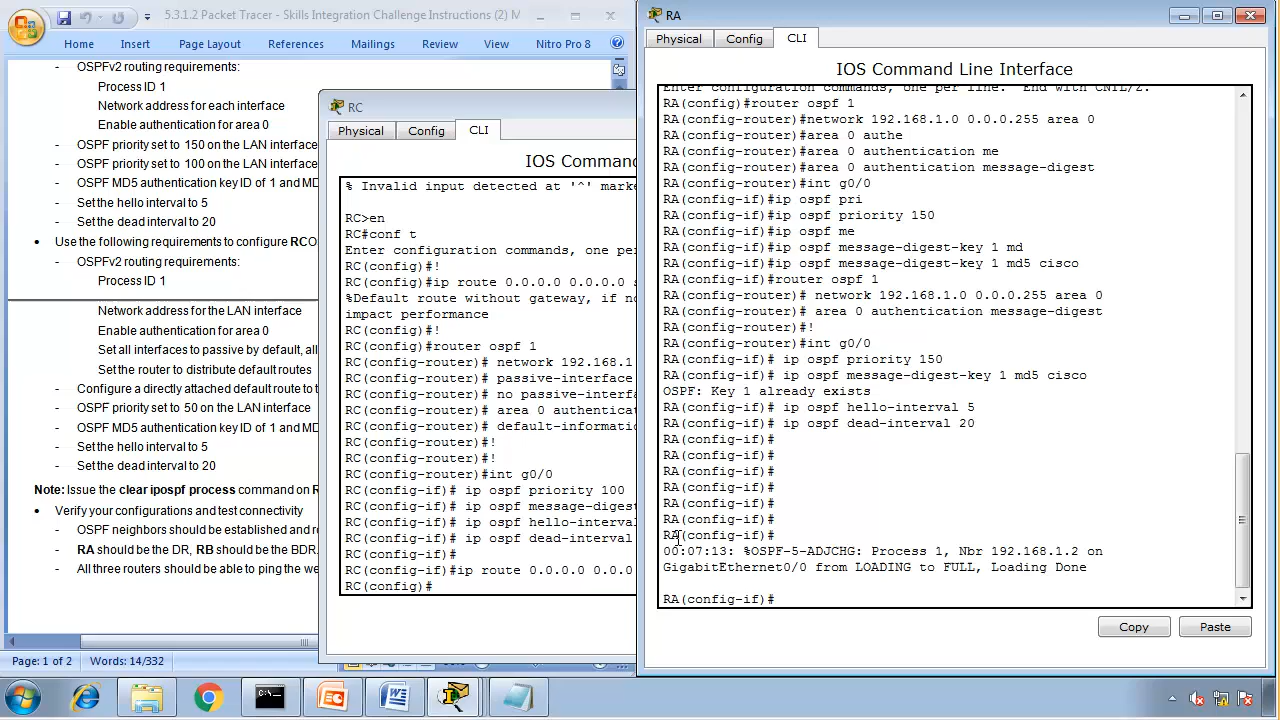 5.3.1.2 Packet Tracer - Skills Integration Challenge Instructions (2) M
Home Insert Page Layout References Mailings Review View Nitro Pro 8
- OSPFv2 routing requirements:
Process ID 1
Network address for each interface
Enable authentication for area 0
- OSPF priority set to 150 on the LAN interface
- OSPF priority set to 100 on the LAN interface
- OSPF MD5 authentication key ID of 1 and MD
- Set the hello interval to 5
- Set the dead interval to 20
• Use the following requirements to configure RCO
- OSPFv2 routing requirements:
Process ID 1
Network address for the LAN interface
Enable authentication for area 0
Set all interfaces to passive by default, all
Set the router to distribute default routes
- Configure a directly attached default route to t
- OSPF priority set to 50 on the LAN interface
- OSPF MD5 authentication key ID of 1 and MD
- Set the hello interval to 5
- Set the dead interval to 20
Note: Issue the clear ipospf process command on R
• Verify your configurations and test connectivity
- OSPF neighbors should be established and re
- RA should be the DR, RB should be the BDR.
- All three routers should be able to ping the we
Page: 1 of 2 Words: 14/332
RC
Physical Config CLI
IOS Comman
% Invalid input detected at '^' marke
RC>en
RC#conf t
Enter configuration commands, one per
RC(config)#!
RC(config)#ip route 0.0.0.0 0.0.0.0 s
%Default route without gateway, if no
impact performance
RC(config)#!
RC(config)#router ospf 1
RC(config-router)# network 192.168.1
RC(config-router)# passive-interface
RC(config-router)# no passive-interfa
RC(config-router)# area 0 authentica
RC(config-router)# default-informatio
RC(config-router)#!
RC(config-router)#!
RC(config-router)#int g0/0
RC(config-if)# ip ospf priority 100
RC(config-if)# ip ospf message-digest
RC(config-if)# ip ospf hello-interval
RC(config-if)# ip ospf dead-interval
RC(config-if)#
RC(config-if)#ip route 0.0.0.0 0.0.0
RC(config)#
RA
Physical Config CLI
IOS Command Line Interface
Enter configuration commands, one per line. End with CNTL/Z.
RA(config)#router ospf 1
RA(config-router)#network 192.168.1.0 0.0.0.255 area 0
RA(config-router)#area 0 authe
RA(config-router)#area 0 authentication me
RA(config-router)#area 0 authentication message-digest
RA(config-router)#int g0/0
RA(config-if)#ip ospf pri
RA(config-if)#ip ospf priority 150
RA(config-if)#ip ospf me
RA(config-if)#ip ospf message-digest-key 1 md
RA(config-if)#ip ospf message-digest-key 1 md5 cisco
RA(config-if)#router ospf 1
RA(config-router)# network 192.168.1.0 0.0.0.255 area 0
RA(config-router)# area 0 authentication message-digest
RA(config-router)#!
RA(config-router)#int g0/0
RA(config-if)# ip ospf priority 150
RA(config-if)# ip ospf message-digest-key 1 md5 cisco
OSPF: Key 1 already exists
RA(config-if)# ip ospf hello-interval 5
RA(config-if)# ip ospf dead-interval 20
RA(config-if)#
RA(config-if)#
RA(config-if)#
RA(config-if)#
RA(config-if)#
RA(config-if)#
RA(config-if)#
00:07:13: %OSPF-5-ADJCHG: Process 1, Nbr 192.168.1.2 on
GigabitEthernet0/0 from LOADING to FULL, Loading Done
RA(config-if)#
Copy Paste